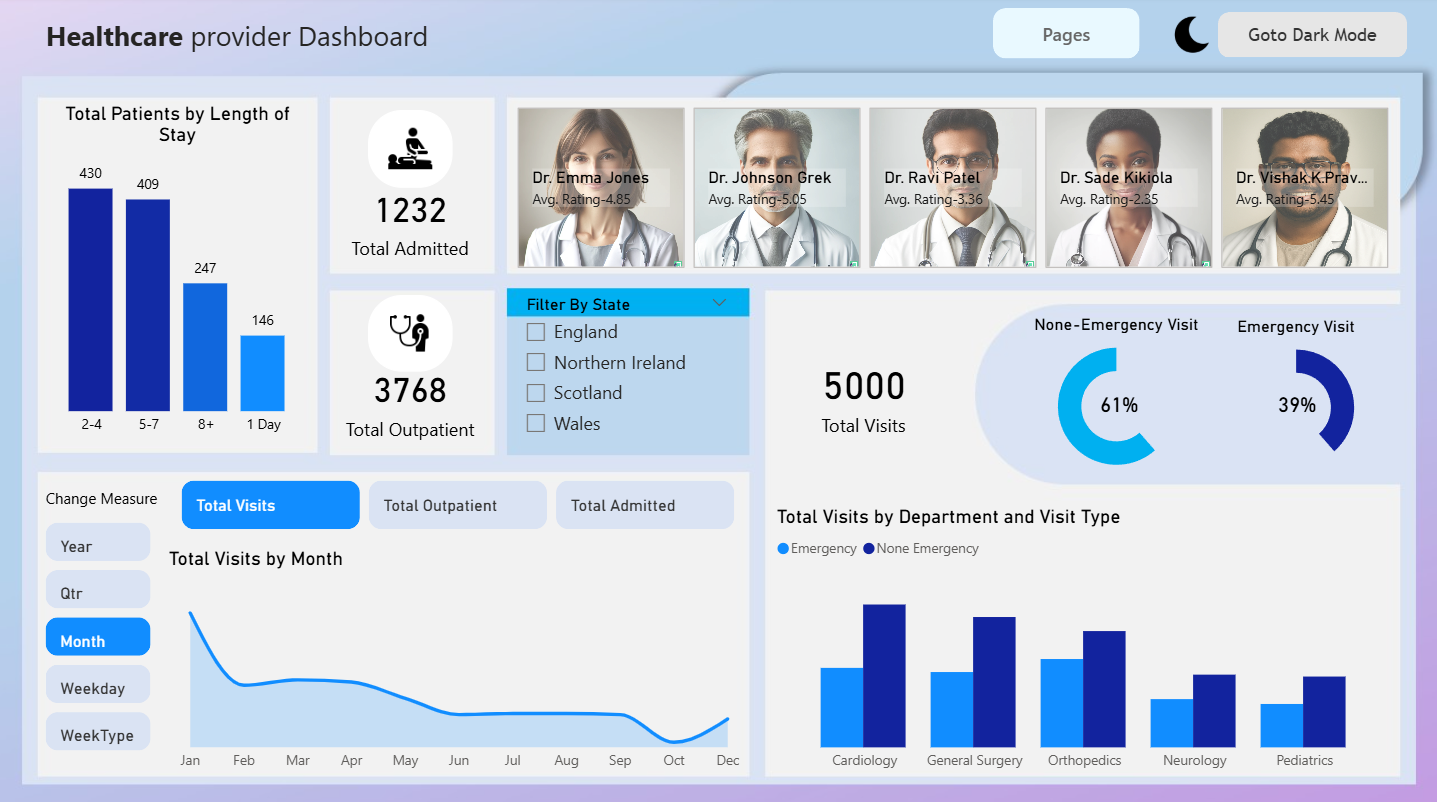 Healthcare provider Dashboard
Pages
Goto Dark Mode
Total Patients by Length of
Stay
430
409
247
146
2-4
5-7
8+
1 Day
1232
Total Admitted
3768
Total Outpatient
Dr. Emma Jones
Avg. Rating-4.85
Dr. Johnson Grek
Avg. Rating-5.05
Dr. Ravi Patel
Avg. Rating-3.36
Dr. Sade Kikiola
Avg. Rating-2.35
Dr. Vishak.K.Prav...
Avg. Rating-5.45
Filter By State
England
Northern Ireland
Scotland
Wales
5000
Total Visits
None-Emergency Visit
61%
Emergency Visit
39%
Change Measure
Year
Qtr
Month
Weekday
WeekType
Total Visits
Total Outpatient
Total Admitted
Total Visits by Month
Jan Feb Mar Apr May Jun Jul Aug Sep Oct Dec
Total Visits by Department and Visit Type
Emergency None Emergency
Cardiology General Surgery Orthopedics Neurology Pediatrics